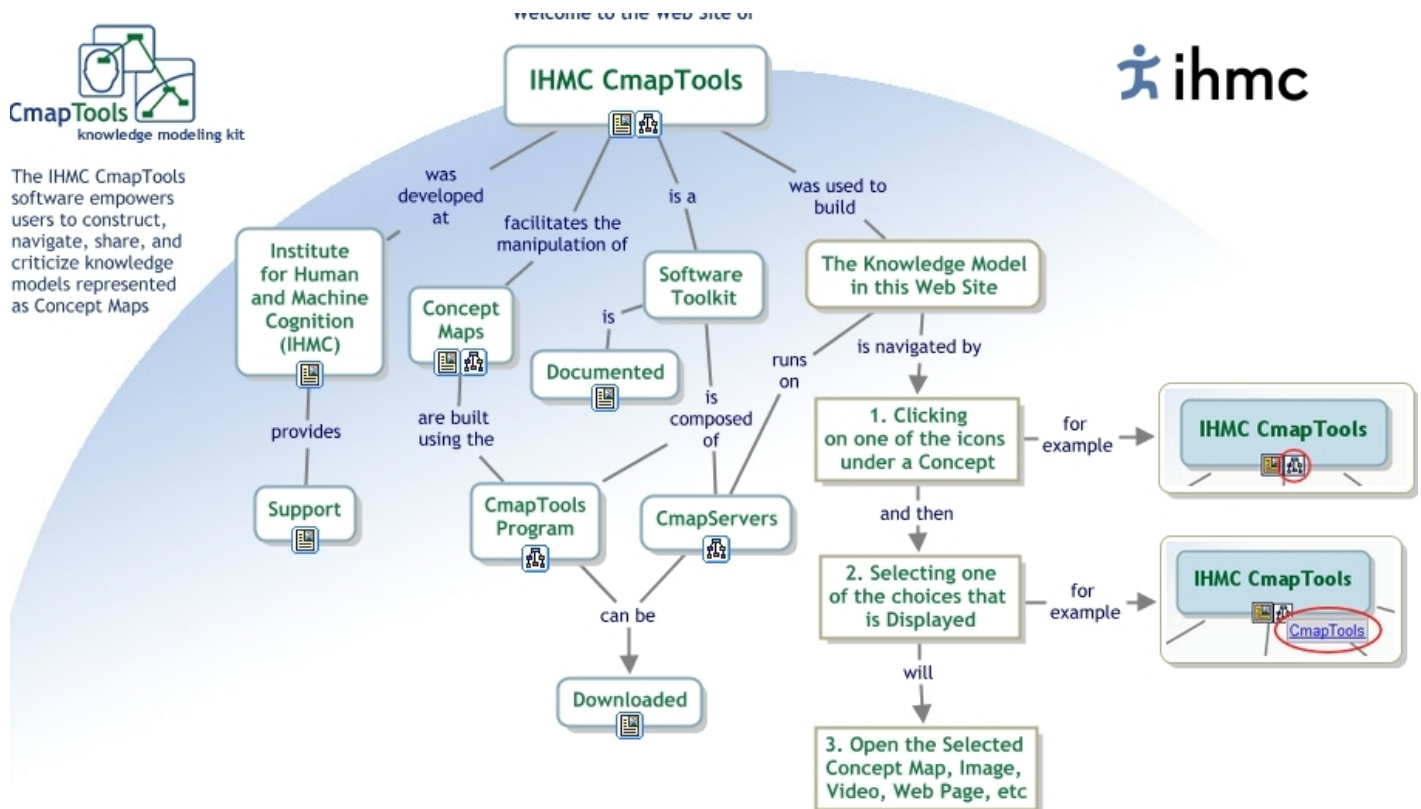 Welcome to the Web Site of
CmapTools
knowledge modeling kit
The IHMC CmapTools
software empowers
users to construct,
navigate, share, and
criticize knowledge
models represented
as Concept Maps
IHMC CmapTools
ihmc
was
developed
at
facilitates the
manipulation of
is a
was used to
build
Institute
for Human
and Machine
Cognition
(IHMC)
Concept
Maps
Software
Toolkit
The Knowledge Model
in this Web Site
is
Documented
runs
on
is navigated by
provides
are built
using the
is
composed
of
1. Clicking
on one of the icons
under a Concept
for
example
IHMC CmapTools
Support
CmapTools
Program
CmapServers
and then
can be
2. Selecting one
of the choices that
is Displayed
for
example
IHMC CmapTools
CmapTools
will
Downloaded
3. Open the Selected
Concept Map, Image,
Video, Web Page, etc